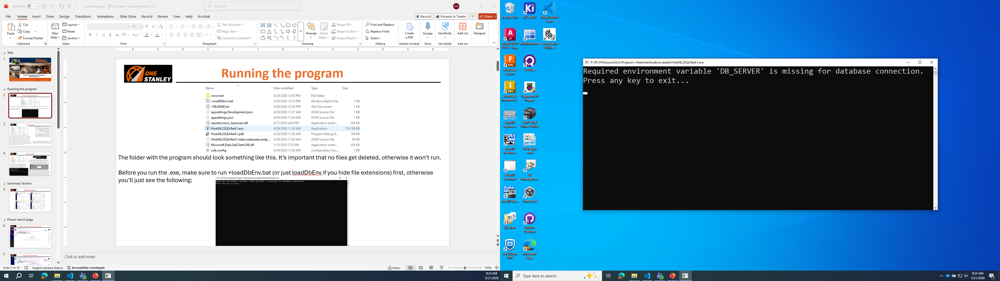 AutoSave Off
UserGuide.pptx No Label • Saved to this PC
Search
EM
File Home Insert Draw Design Transitions Animations Slide Show Record Review View Help Acrobat
Record Present in Teams Share
Paste Cut Copy Format Painter
Clipboard
New Slide Layout Reset Section
Slides
18
B I U S ab AV Aa A
Font
Text Direction
Align Text
Convert to SmartArt
Paragraph
Arrange Quick Styles
Shape Fill
Shape Outline
Shape Effects
Drawing
Find and Replace
Replace Fonts
Select
Editing
Create a PDF
Adobe Acrobat
Dictate
Voice
Sensitivity
Sensitivity
Add-ins
Add-ins
Designer
Title
1
Running the program
2
3
4
Summary Section
5
Power search page
6
7
6 5 4 3 2 1 0 1 2 3 4 5 6
ONE
STANLEY
Running the program
Name Date modified Type Size
wwwroot 4/29/2026 12:03 PM File folder
+loadDbEnv.bat 4/29/2026 12:23 PM Windows Batch File 1 KB
+README.txt 4/29/2026 12:34 PM Text Document 1 KB
appsettings.Development.json 4/29/2026 11:27 AM JSON Source File 1 KB
appsettings.json 4/29/2026 11:26 AM JSON Source File 1 KB
aspnetcorev2_inprocess.dll 4/17/2026 4:04 PM Application exten... 384 KB
HiokiNL2SQLMark1.exe 4/29/2026 11:58 AM Application 116,169 KB
HiokiNL2SQLMark1.pdb 4/29/2026 11:58 AM Program Debug D... 109 KB
HiokiNL2SQLMark1.staticwebassets.endp... 4/29/2026 11:39 AM JSON Source File 69 KB
Microsoft.Data.SqlClient.SNI.dll 1/15/2025 7:23 PM Application exten... 554 KB
web.config 4/29/2026 11:58 AM Configuration Sou... 1 KB
The folder with the program should look something like this. It’s important that no files get deleted, otherwise it won’t run.
Before you run the .exe, make sure to run +loadDbEnv.bat (or just loadDbEnv if you hide file extensions) first, otherwise
you’ll just see the following:
P:\PE III\Personal\Eric\Projects\+HiokiInterfaceExecutable\HiokiNL2SQLMark1.exe
Required environment variable 'HIOKI_DB_NAME' is missing for database connection.
Press any key to exit...
Click to add notes
Slide 2 of 18 English (United States) Accessibility: Investigate Notes 100%
8:24 AM
5/21/2026
Recycle Bin
KiCad 9.0
Visual Studio Code
AutoCAD LT 2024 - Eng...
MultiMonitor
Zebra Setup Utilities
Autodesk Fusion
Q-Pulse
Autodesk Inventor P...
Raspberry Pi Imager
AutoID Keyboa...
SATO WS4 Printer Utility
AutoID Networ...
SR Design Tool
AutoID Terminal
SR Manageme...
AutoID_Na...
Unity Hub
FileView
GitHub Desktop
FortiClient VPN
Microsoft Edge
P:\PE III\Personal\Eric\Projects\+HiokiInterfaceExecutable\HiokiNL2SQLMark1.exe
Required environment variable 'DB_SERVER' is missing for database connection.
Press any key to exit...
Type here to search
8:24 AM
5/21/2026